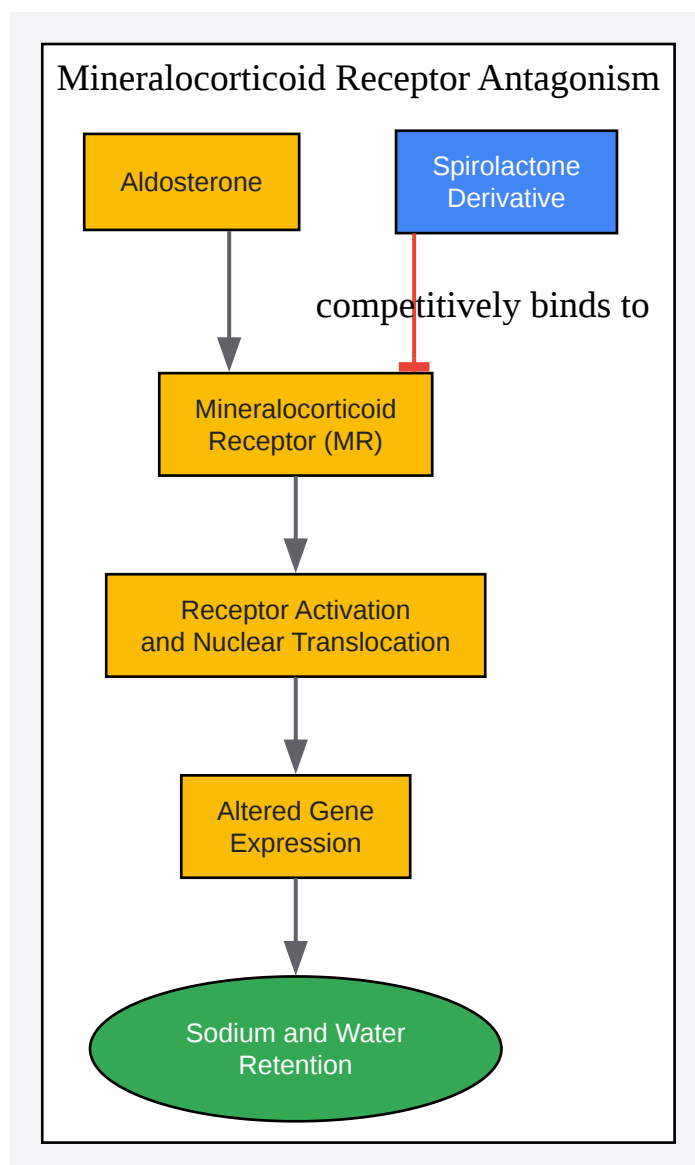 Mineralocorticoid Receptor Antagonism
Aldosterone
Spirolactone
Derivative
competitively binds to
Mineralocorticoid
Receptor (MR)
Receptor Activation
and Nuclear Translocation
Altered Gene
Expression
Sodium and Water
Retention